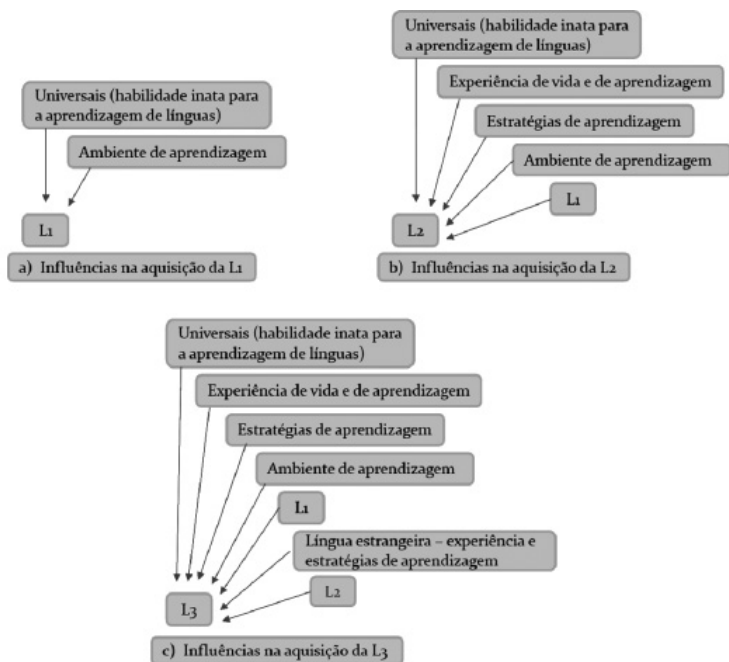 Universais (habilidade inata para
a aprendizagem de línguas)
Ambiente de aprendizagem
L1
a) Influências na aquisição da L1
Universais (habilidade inata para
a aprendizagem de línguas)
Experiência de vida e de aprendizagem
Estratégias de aprendizagem
Ambiente de aprendizagem
L1
L2
b) Influências na aquisição da L2
Universais (habilidade inata para
a aprendizagem de línguas)
Experiência de vida e de aprendizagem
Estratégias de aprendizagem
Ambiente de aprendizagem
L1
Língua estrangeira – experiência e
estratégias de aprendizagem
L2
L3
c) Influências na aquisição da L3